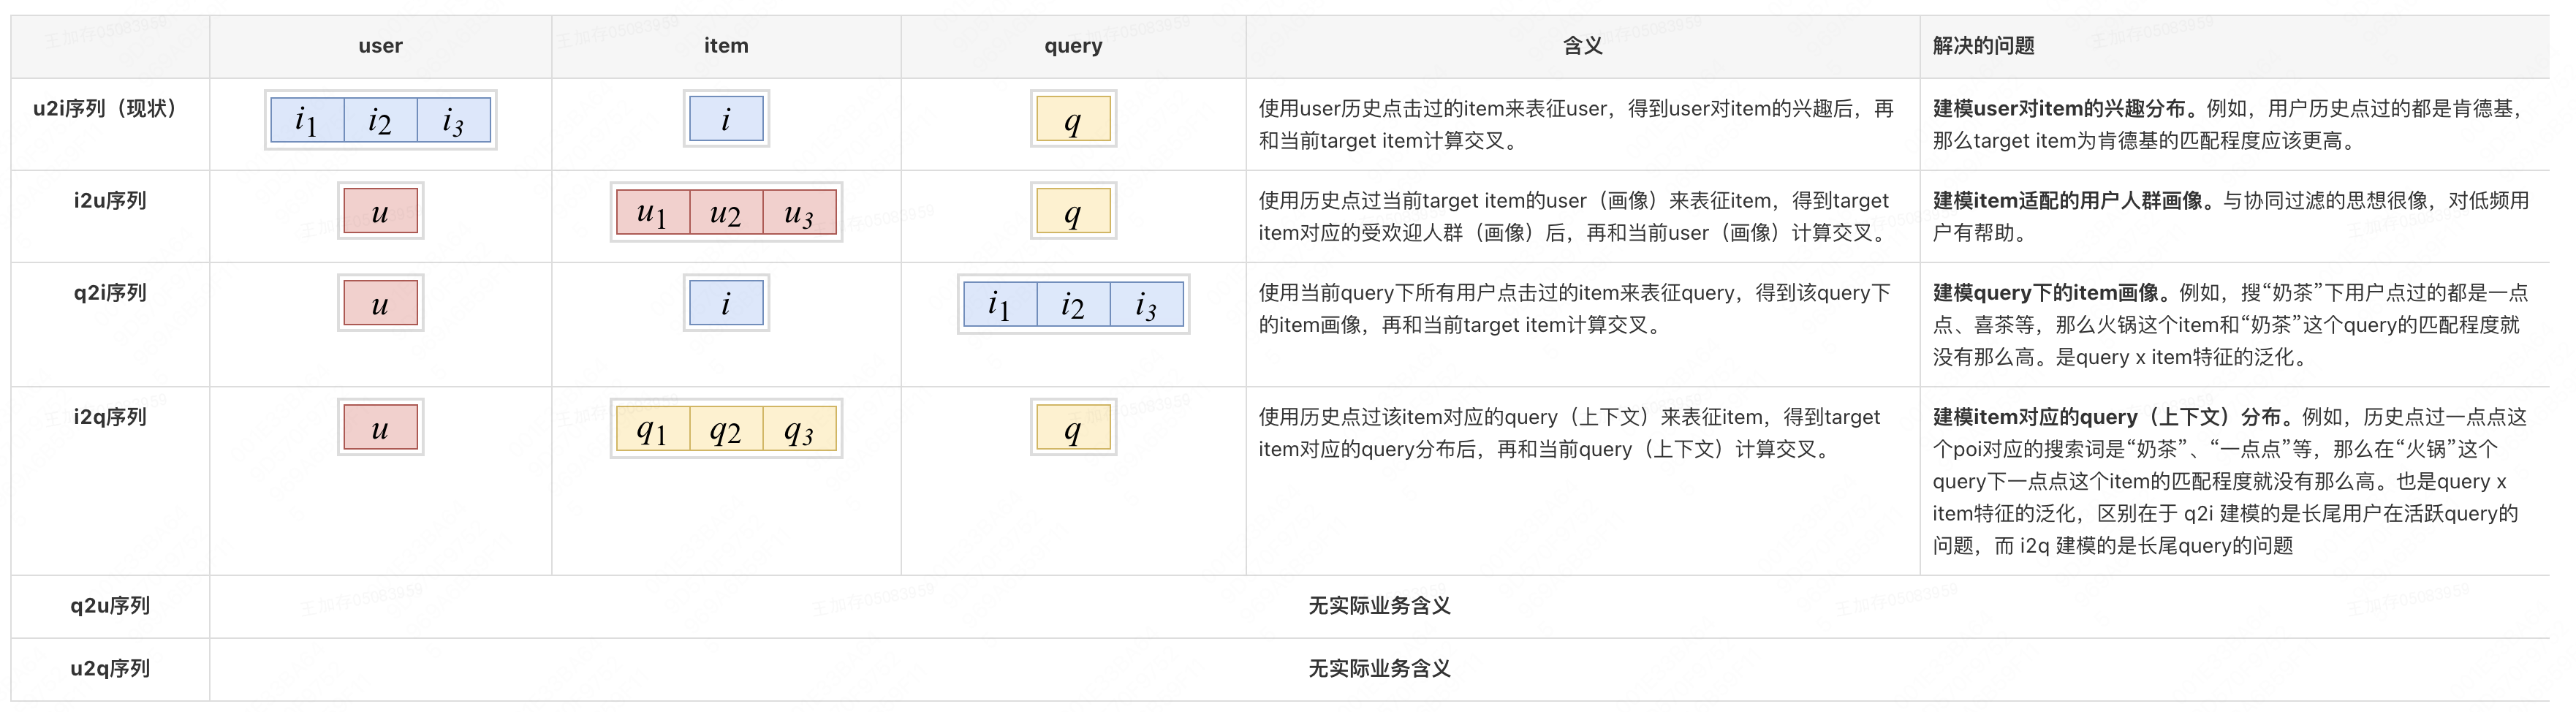 user item query 含义 解决的问题
u2i序列（现状）
i1 i2 i3
i
q
使用user历史点击过的item来表征user，得到user对item的兴趣后，再
和当前target item计算交叉。
建模user对item的兴趣分布。例如，用户历史点过的都是肯德基，
那么target item为肯德基的匹配程度应该更高。
i2u序列
u
u1 u2 u3
q
使用历史点过当前target item的user（画像）来表征item，得到target
item对应的受欢迎人群（画像）后，再和当前user（画像）计算交叉。
建模item适配的用户人群画像。与协同过滤的思想很像，对低频用
户有帮助。
q2i序列
u
i
i1 i2 i3
使用当前query下所有用户点击过的item来表征query，得到该query下
的item画像，再和当前target item计算交叉。
建模query下的item画像。例如，搜“奶茶”下用户点过的都是一点
点、喜茶等，那么火锅这个item和“奶茶”这个query的匹配程度就
没有那么高。是query x item特征的泛化。
i2q序列
u
q1 q2 q3
q
使用历史点过该item对应的query（上下文）来表征item，得到target
item对应的query分布后，再和当前query（上下文）计算交叉。
建模item对应的query（上下文）分布。例如，历史点过一点点这
个poi对应的搜索词是“奶茶”、“一点点”等，那么在“火锅”这个
query下一点点这个item的匹配程度就没有那么高。也是query x
item特征的泛化，区别在于 q2i 建模的是长尾用户在活跃query的
问题，而 i2q 建模的是长尾query的问题
q2u序列
无实际业务含义
u2q序列
无实际业务含义